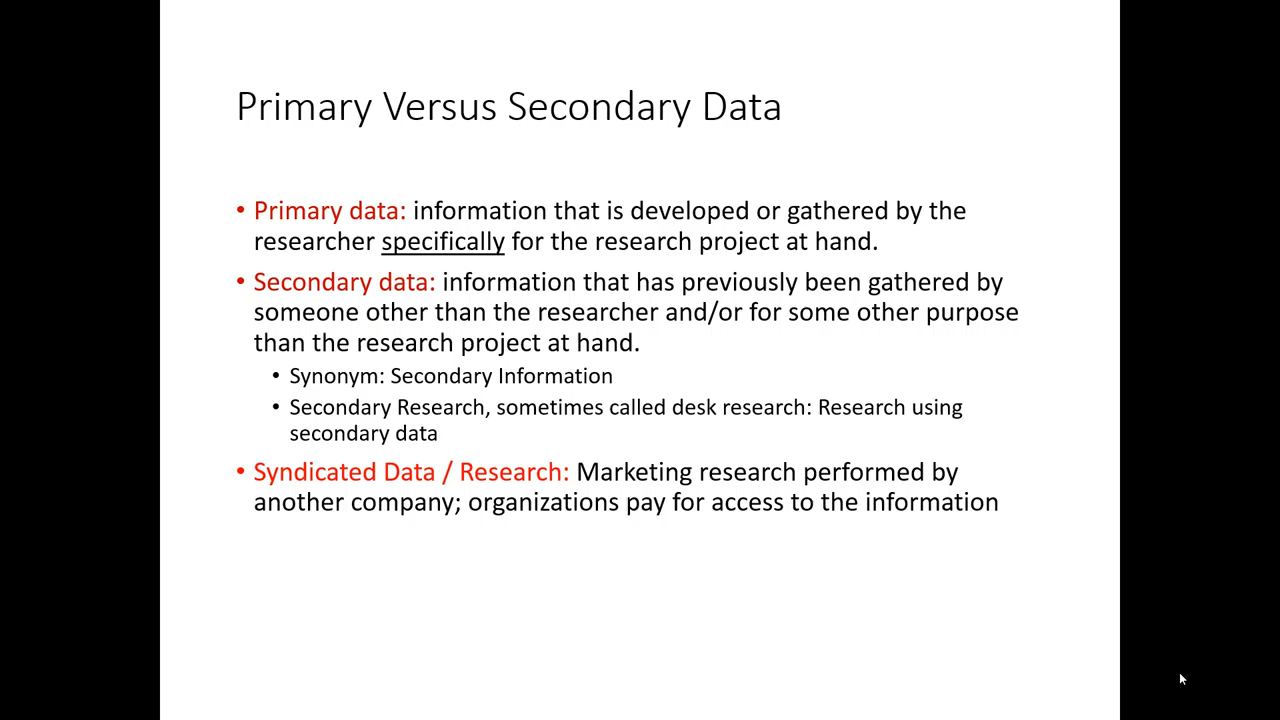 Primary Versus Secondary Data
• Primary data: information that is developed or gathered by the
researcher specifically for the research project at hand.
• Secondary data: information that has previously been gathered by
someone other than the researcher and/or for some other purpose
than the research project at hand.
• Synonym: Secondary Information
• Secondary Research, sometimes called desk research: Research using
secondary data
• Syndicated Data / Research: Marketing research performed by
another company; organizations pay for access to the information